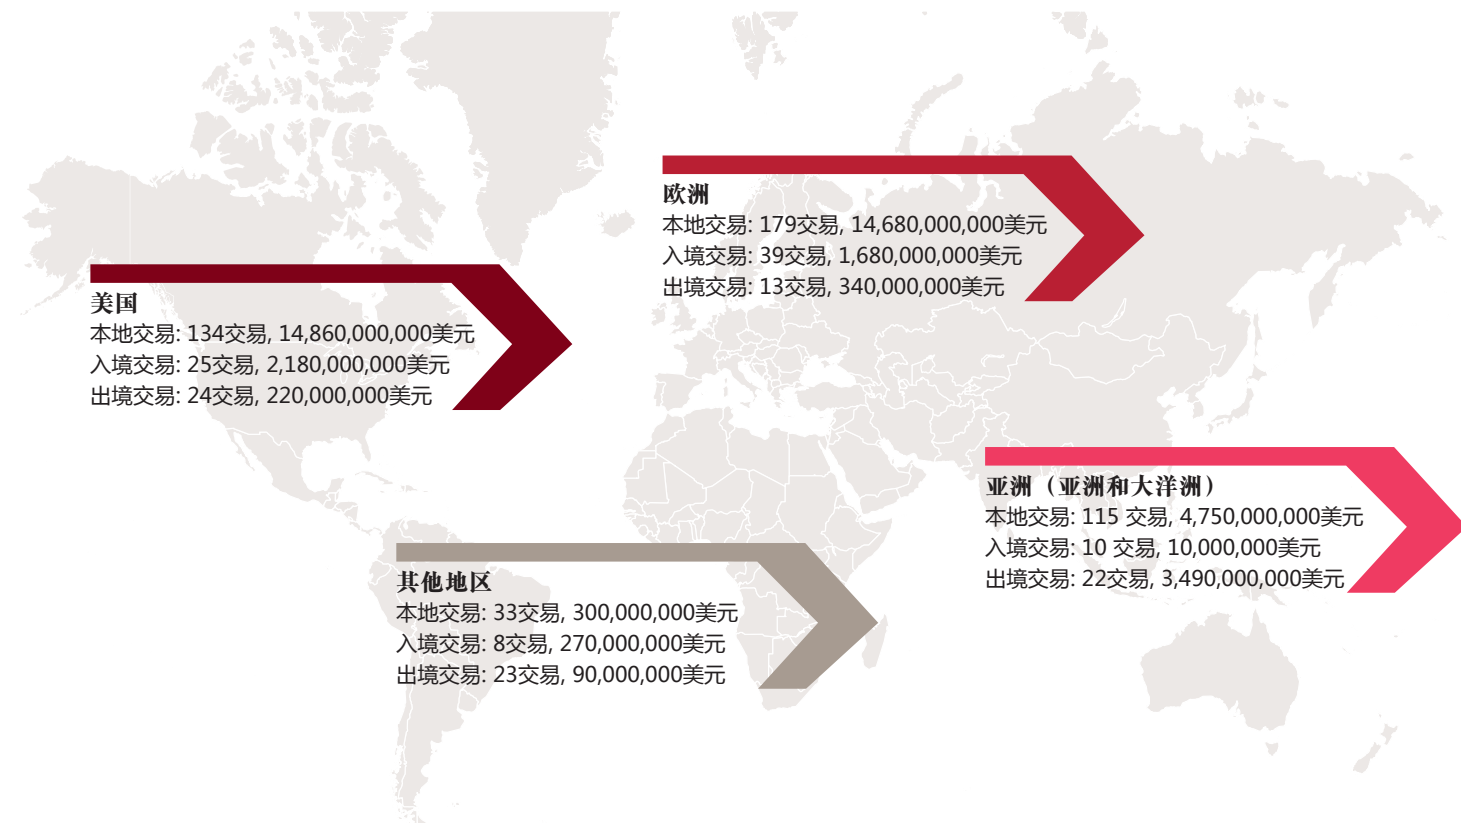 欧洲
本地交易: 179交易, 14,680,000,000美元
入境交易: 39交易, 1,680,000,000美元
出境交易: 13交易, 340,000,000美元
美国
本地交易: 134交易, 14,860,000,000美元
入境交易: 25交易, 2,180,000,000美元
出境交易: 24交易, 220,000,000美元
亚洲（亚洲和大洋洲）
本地交易: 115 交易, 4,750,000,000美元
入境交易: 10 交易, 10,000,000美元
出境交易: 22交易, 3,490,000,000美元
其他地区
本地交易: 33交易, 300,000,000美元
入境交易: 8交易, 270,000,000美元
出境交易: 23交易, 90,000,000美元